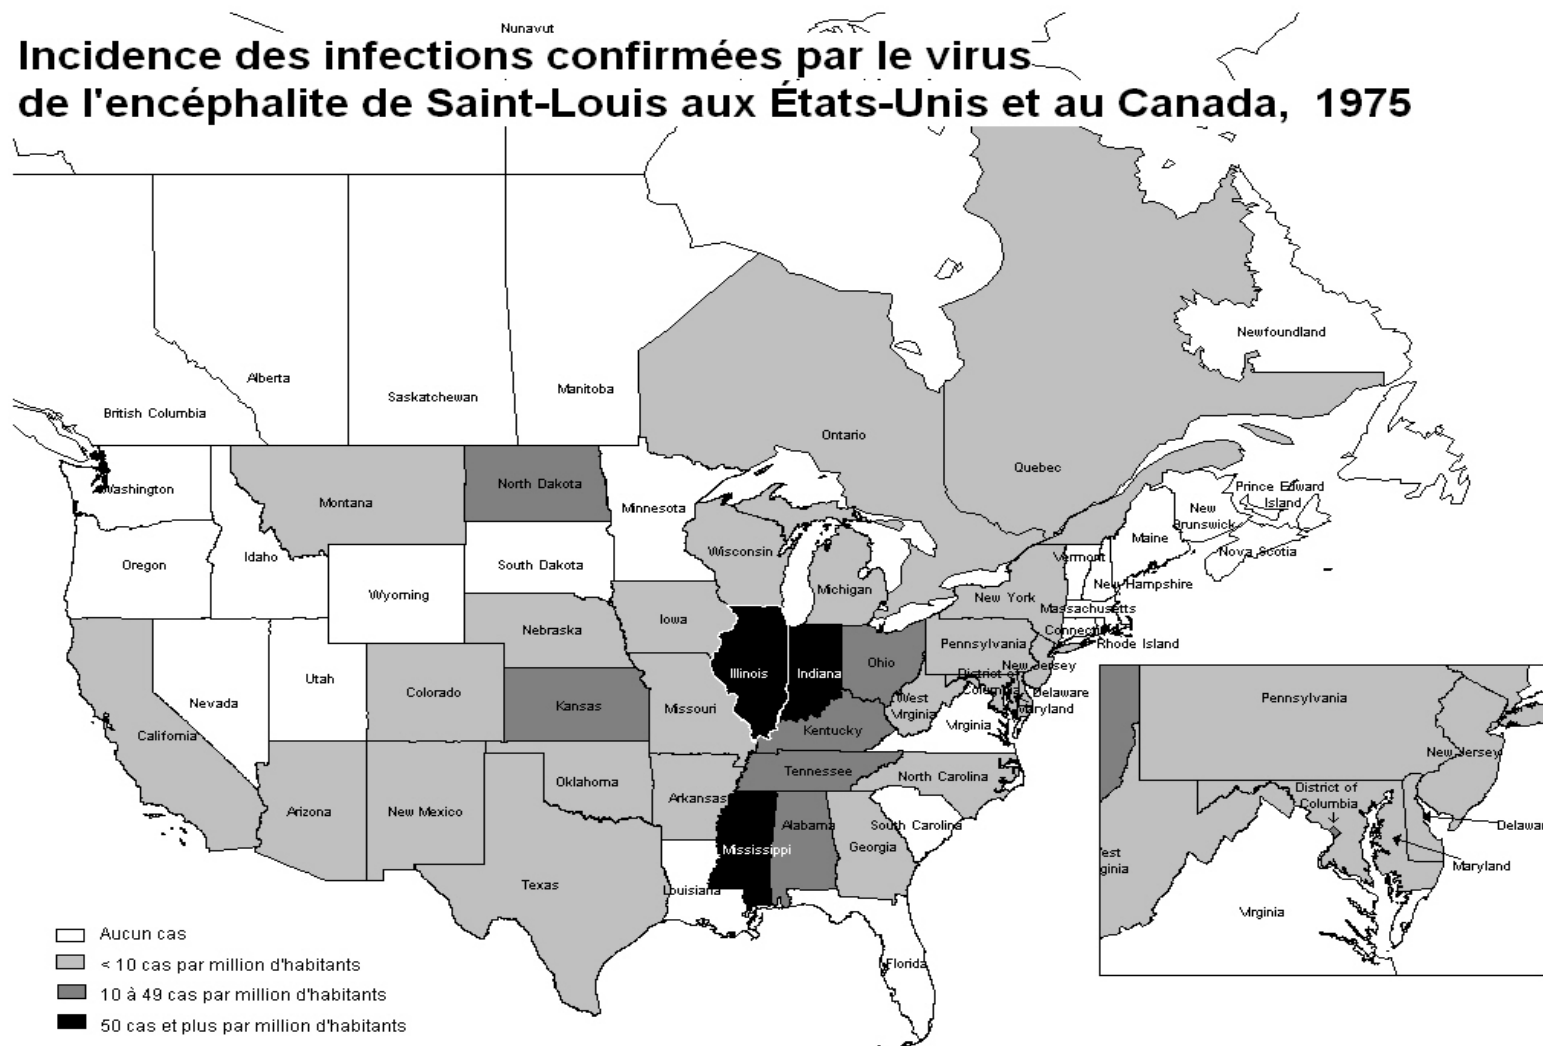 Nunavut
Incidence des infections confirmées par le virus
de l'encéphalite de Saint-Louis aux États-Unis et au Canada, 1975
Newfoundland
Alberta
Saskatchewan
Manitoba
British Columbia
Ontario
Quebec
Washington
Montana
North Dakota
Minnesota
Prince Edward
Island
New
Brunswick
Nova Scotia
Maine
Oregon
Idaho
Wyoming
South Dakota
Wisconsin
Michigan
Vermont
New Hampshire
New York
Massachusetts
Connecti
Rhode Island
Nebraska
Iowa
Illinois
Indiana
Ohio
Pennsylvania
New Jersey
District of
Columbia
Delaware
Maryland
Nevada
Utah
Colorado
Kansas
Missouri
Kentucky
West
Virginia
Virginia
California
Arizona
New Mexico
Oklahoma
Arkansas
Tennessee
North Carolina
South Carolina
Mississippi
Alabama
Georgia
Texas
Louisiana
Florida
Pennsylvania
New Jersey
District of
Columbia
Delawar
Maryland
est
ginia
Virginia
Aucun cas
< 10 cas par million d'habitants
10 à 49 cas par million d'habitants
50 cas et plus par million d'habitants